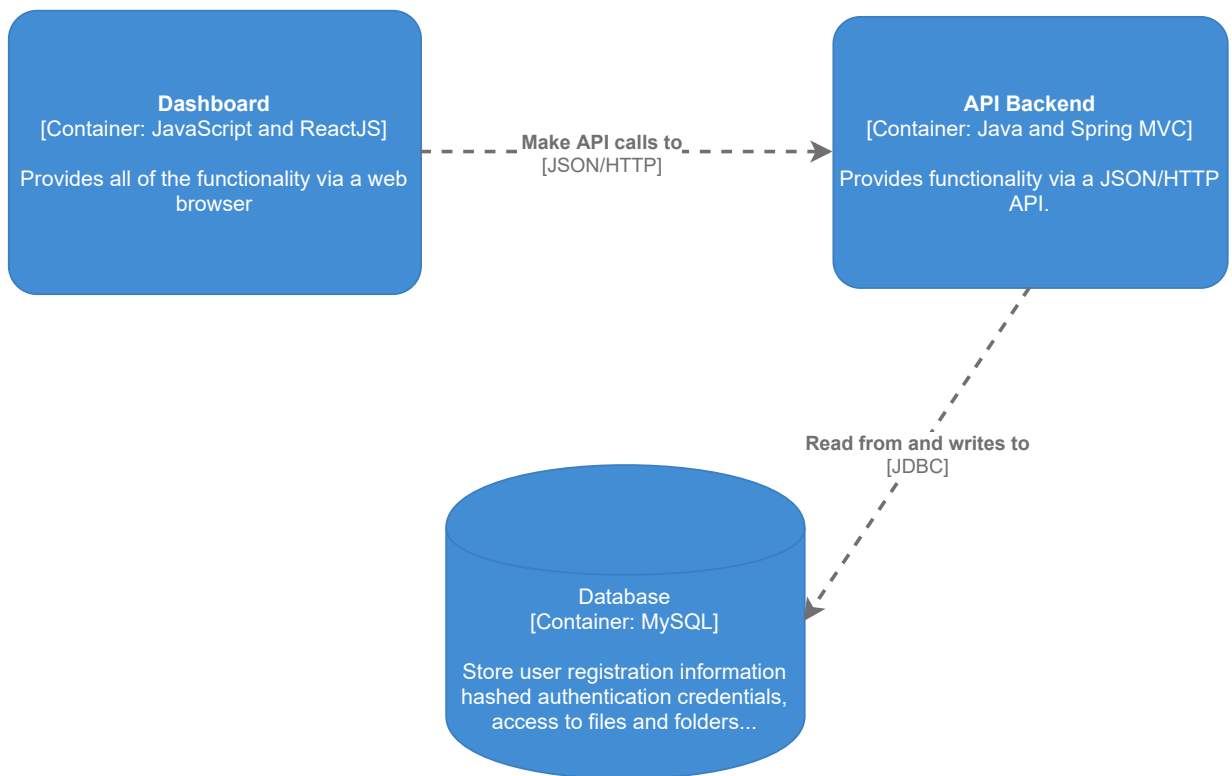 Dashboard
[Container: JavaScript and ReactJS]
Provides all of the functionality via a web
browser
Make API calls to
[JSON/HTTP]
API Backend
[Container: Java and Spring MVC]
Provides functionality via a JSON/HTTP
API.
Read from and writes to
[JDBC]
Database
[Container: MySQL]
Store user registration information
hashed authentication credentials,
access to files and folders...